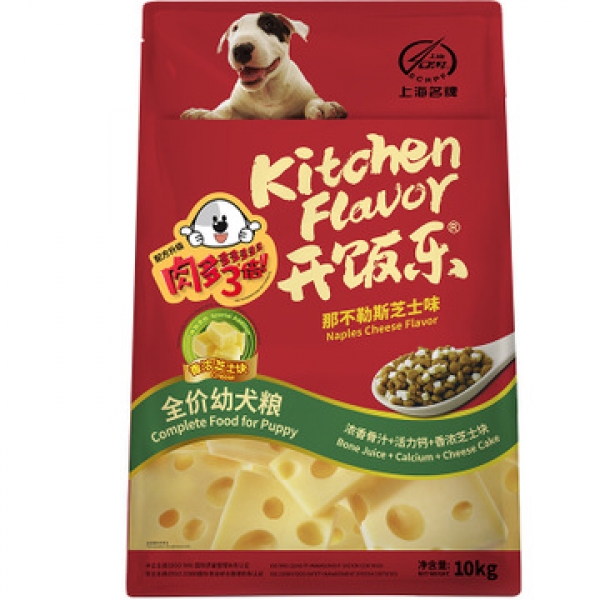 上海名牌
Kitchen
Flavor
开饭乐®
配方升级
肉多
3倍!
那不勒斯芝士味
Naples Cheese Flavor
香浓芝士块
全价幼犬粮
Complete Food for Puppy
浓香骨汁+活力钙+香浓芝士块
Bone Juice + Calcium + Cheese Cake
净含量:
NET WEIGHT:
10kg